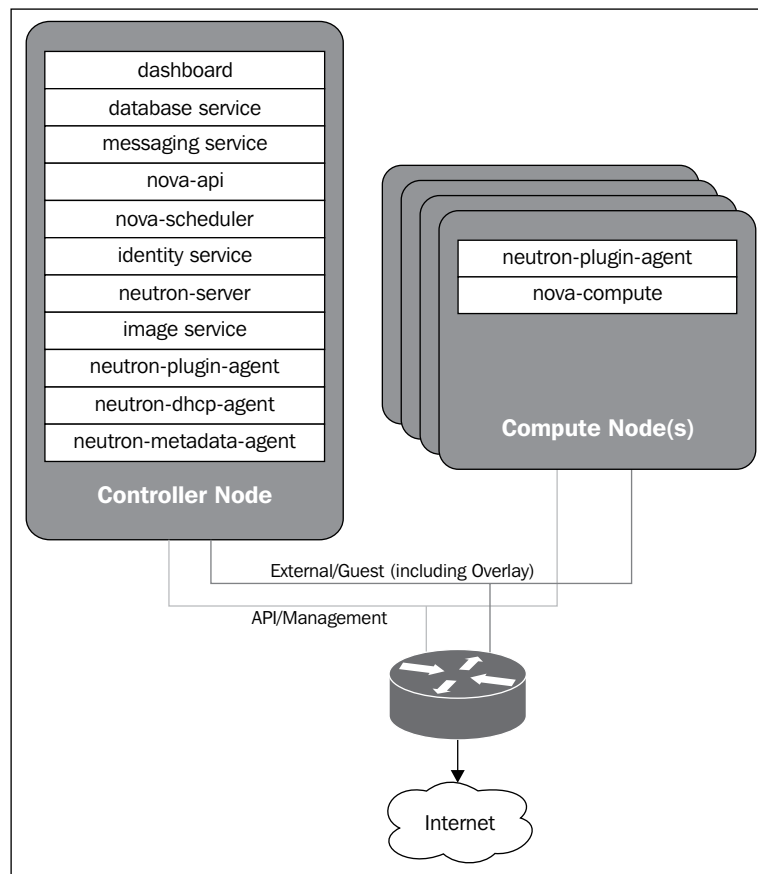 dashboard
database service
messaging service
nova-api
nova-scheduler
identity service
neutron-server
image service
neutron-plugin-agent
neutron-dhcp-agent
neutron-metadata-agent
Controller Node
neutron-plugin-agent
nova-compute
Compute Node(s)
External/Guest (including Overlay)
API/Management
Internet